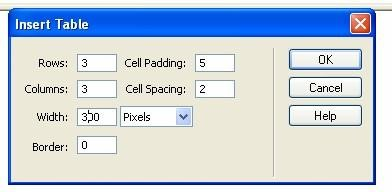 Insert Table
Rows: 3 Cell Padding: 5 OK
Columns: 3 Cell Spacing: 2 Cancel
Width: 300 Pixels Help
Border: 0